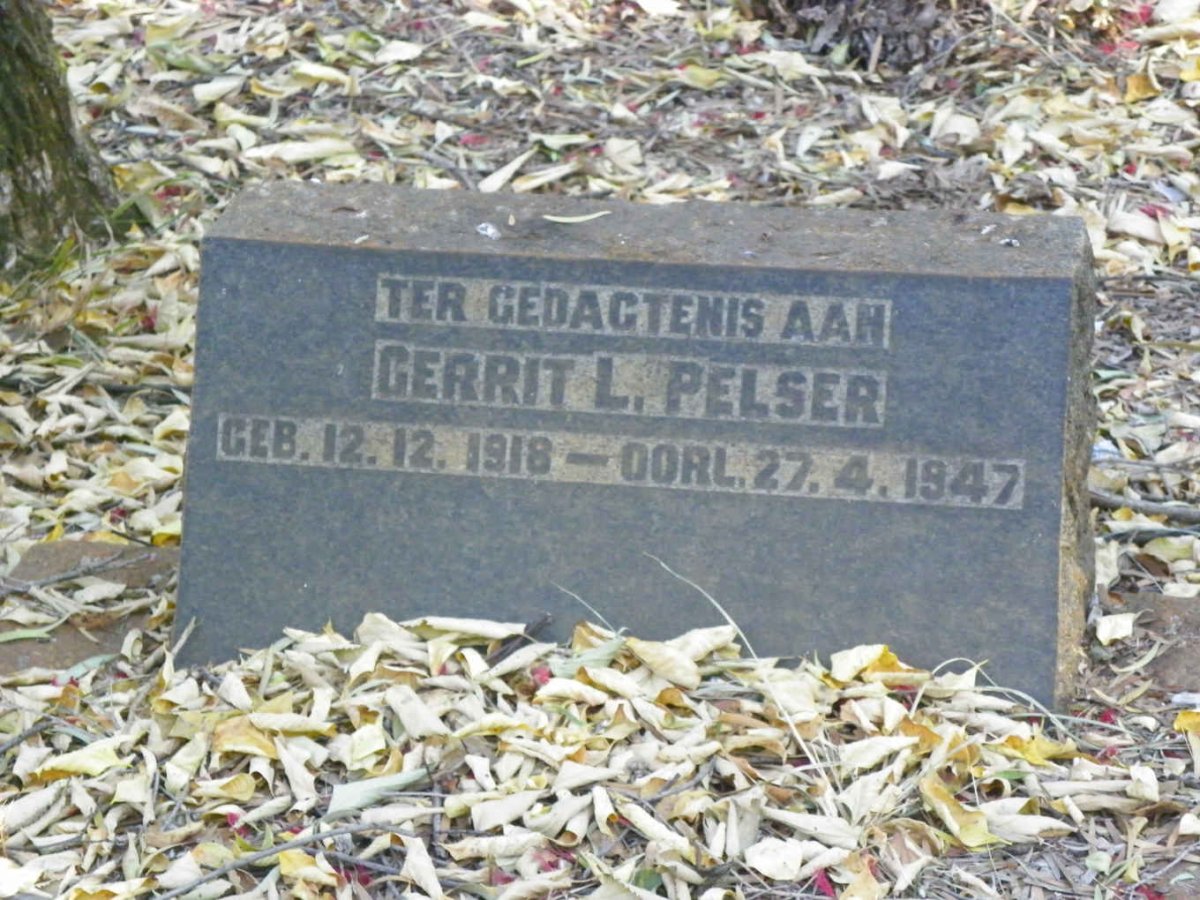 TER GEDACTENIS AAN
GERRIT L. PELSER
GEB. 12. 12. 1918 — OORL. 27. 4. 1947